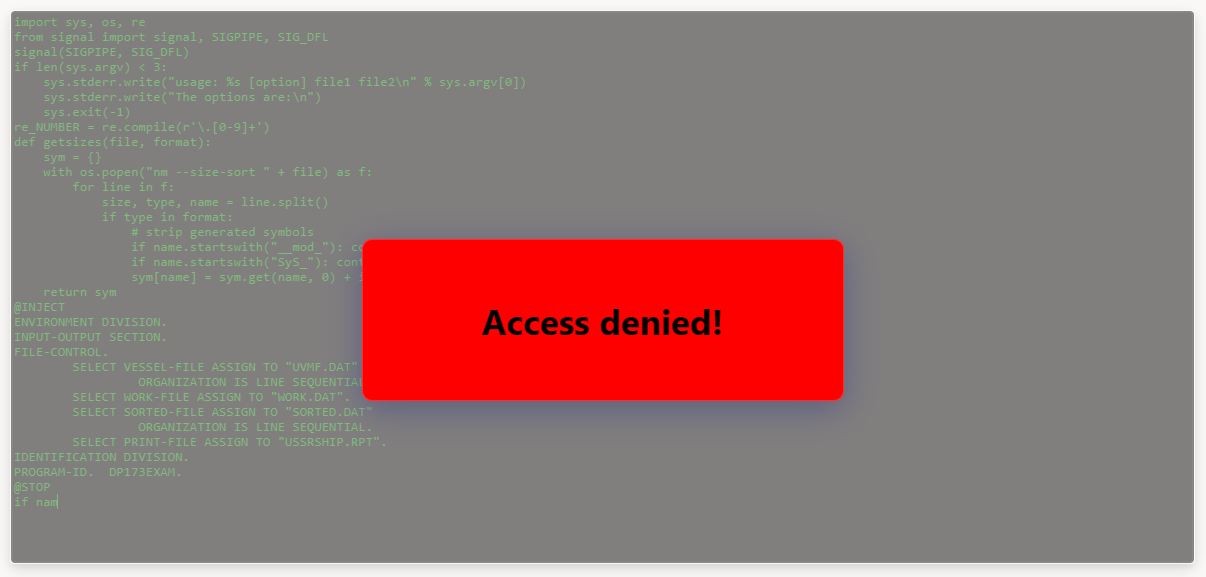 import sys, os, re
from signal import signal, SIGPIPE, SIG_DFL
signal(SIGPIPE, SIG_DFL)
if len(sys.argv) < 3:
    sys.stderr.write("usage: %s [option] file1 file2\n" % sys.argv[0])
    sys.stderr.write("The options are:\n")
    sys.exit(-1)
re_NUMBER = re.compile(r'\.[0-9]+')
def getsizes(file, format):
    sym = {}
    with os.popen("nm --size-sort " + file) as f:
        for line in f:
            size, type, name = line.split()
            if type in format:
                # strip generated symbols
                if name.startswith("__mod_"):
                if name.startswith("SyS_"):
                sym[name] = sym.get(name, 0) +
    return sym
@INJECT
ENVIRONMENT DIVISION.
INPUT-OUTPUT SECTION.
FILE-CONTROL.
        SELECT VESSEL-FILE ASSIGN TO "UVMF.DAT"
                 ORGANIZATION IS LINE SEQUENTIAL
        SELECT WORK-FILE ASSIGN TO "WORK.DAT".
        SELECT SORTED-FILE ASSIGN TO "SORTED.DAT"
                 ORGANIZATION IS LINE SEQUENTIAL.
        SELECT PRINT-FILE ASSIGN TO "USSRSHIP.RPT".
IDENTIFICATION DIVISION.
PROGRAM-ID.  DP173EXAM.
@STOP
if nam
Access denied!